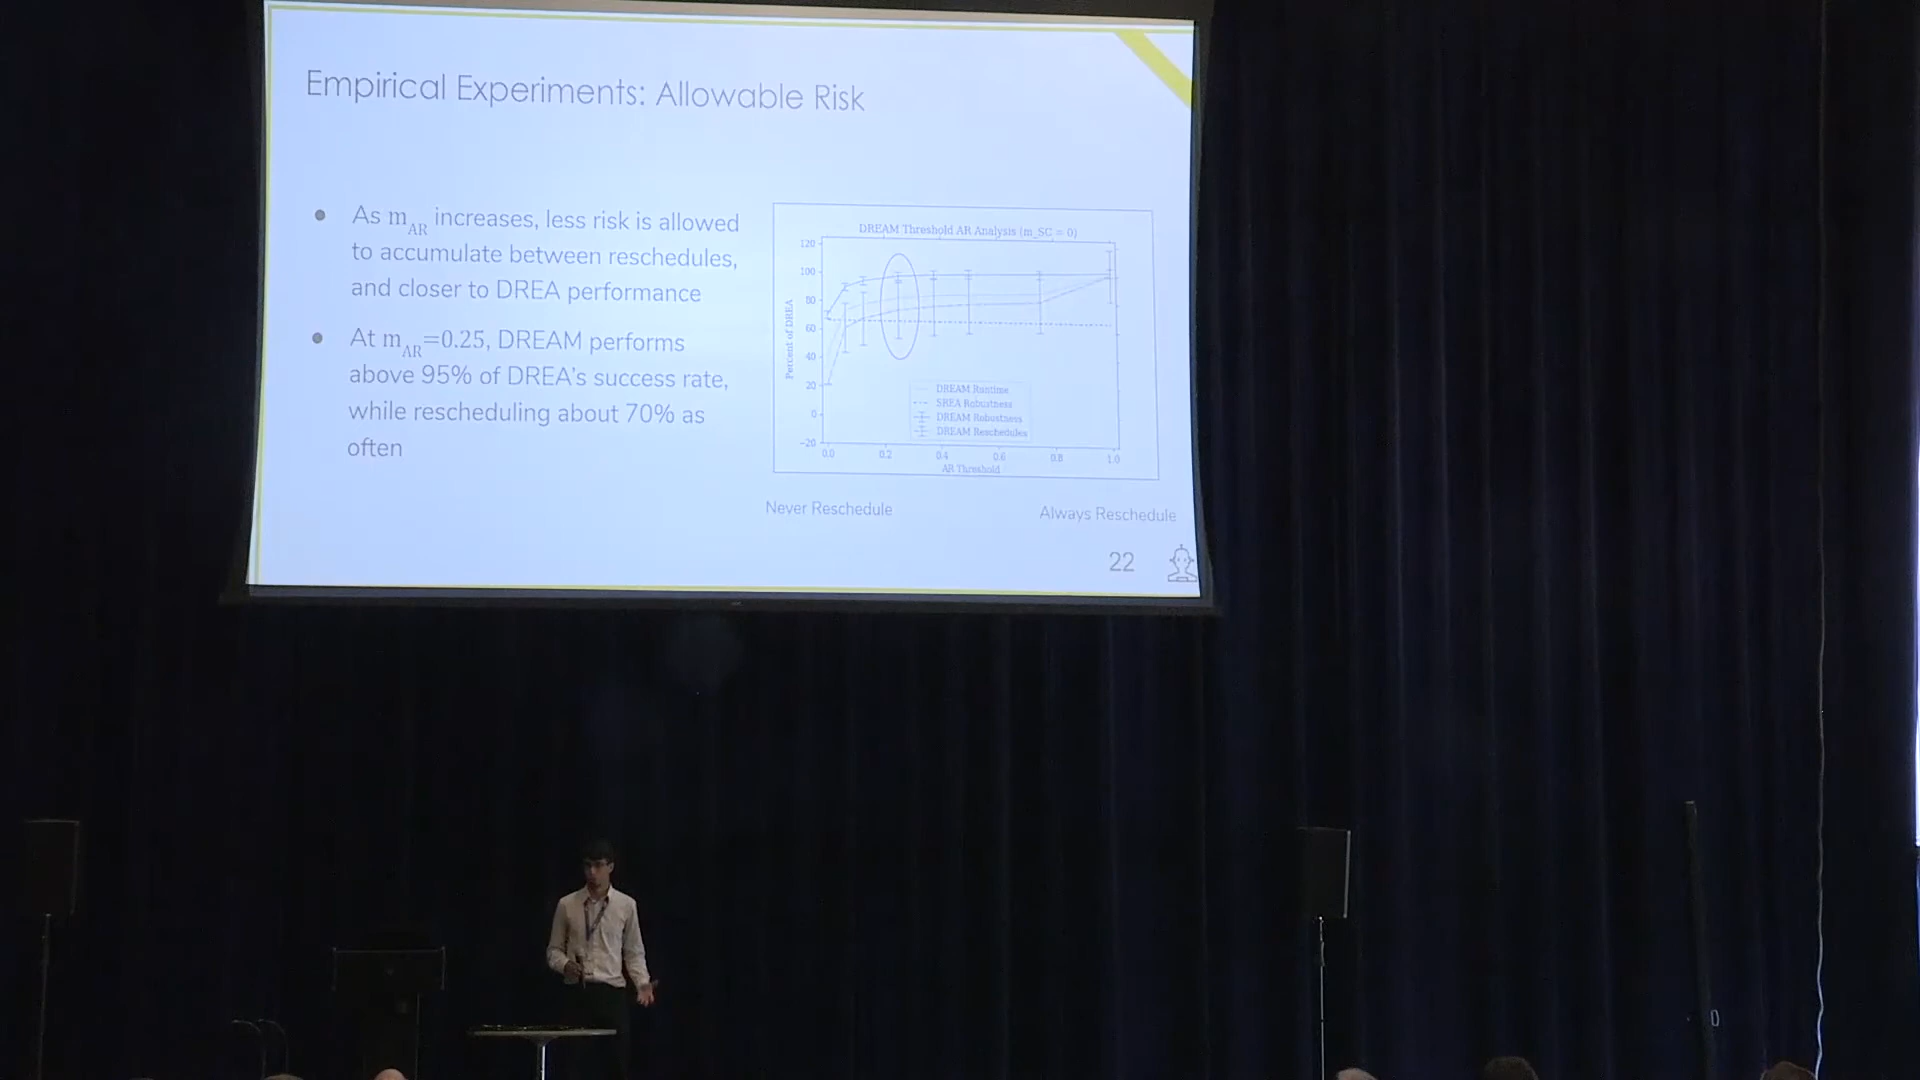 Empirical Experiments: Allowable Risk
As m_AR increases, less risk is allowed
to accumulate between reschedules,
and closer to DREA performance
At m_AR=0.25, DREAM performs
above 95% of DREA's success rate,
while rescheduling about 70% as
often
DREAM Threshold AR Analysis (m_SC = 0)
Percent of DREA
120
100
80
60
40
20
0
−20
DREAM Runtime
SREA Robustness
DREAM Robustness
DREAM Reschedules
0.0 0.2 0.4 0.6 0.8 1.0
AR Threshold
Never Reschedule
Always Reschedule
22